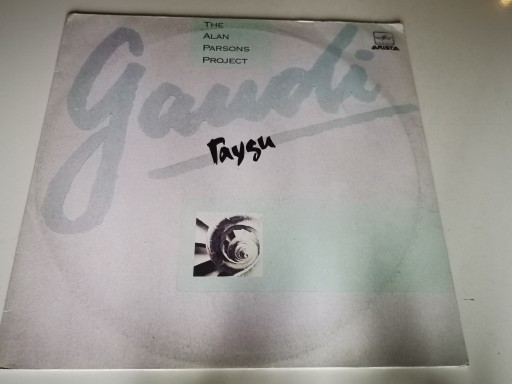 THE
ALAN
PARSONS
PROJECT
ARISTA
Gaudi
Гауди